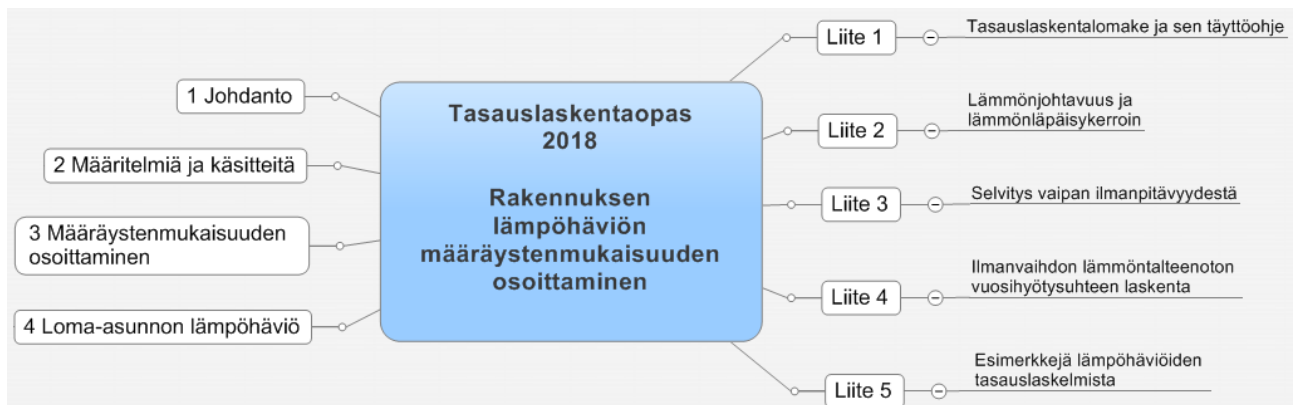 Tasauslaskentaopas
2018
Rakennuksen
lämpöhäviön
määräystenmukaisuuden
osoittaminen
1 Johdanto
2 Määritelmiä ja käsitteitä
3 Määräystenmukaisuuden
osoittaminen
4 Loma-asunnon lämpöhäviö
Liite 1
Tasauslaskentalomake ja sen täyttöohje
Liite 2
Lämmönjohtavuus ja
lämmönläpäisykerroin
Liite 3
Selvitys vaipan ilmanpitävyydestä
Liite 4
Ilmanvaihdon lämmöntalteenoton
vuosihyötysuhteen laskenta
Liite 5
Esimerkkejä lämpöhäviöiden
tasauslaskelmista